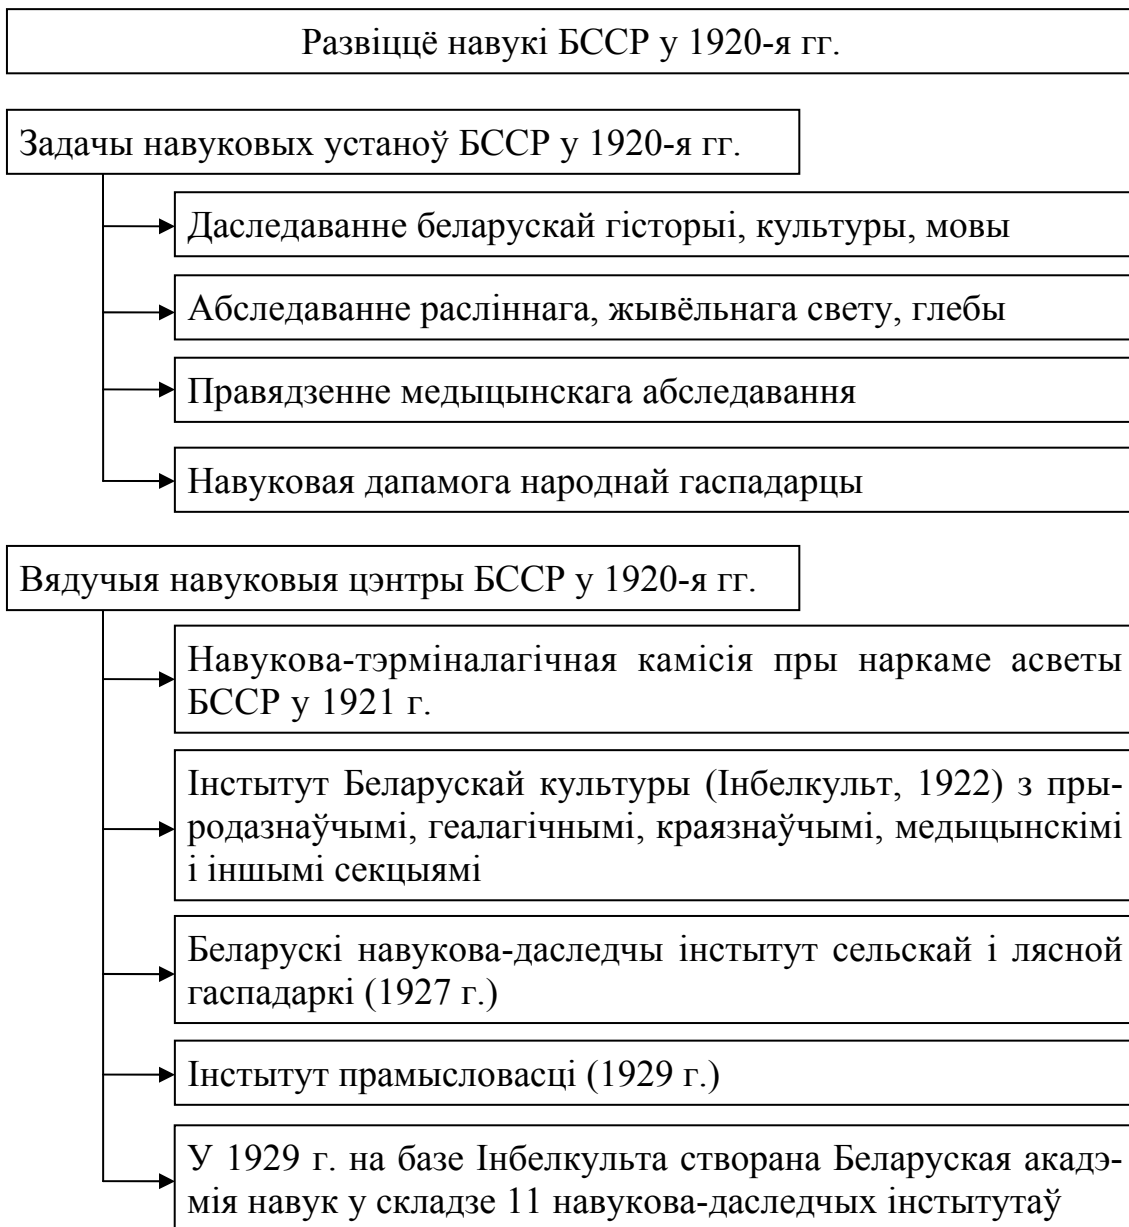 Развіццё навукі БССР у 1920-я гг.
Задачы навуковых устаноў БССР у 1920-я гг.
Даследаванне беларускай гісторыі, культуры, мовы
Абследаванне расліннага, жывёльнага свету, глебы
Правядзенне медыцынскага абследавання
Навуковая дапамога народнай гаспадарцы
Вядучыя навуковыя цэнтры БССР у 1920-я гг.
Навукова-тэрміналагічная камісія пры наркаме асветы
БССР у 1921 г.
Інстытут Беларускай культуры (Інбелкульт, 1922) з пры-
родазнаўчымі, геалагічнымі, краязнаўчымі, медыцынскімі
і іншымі секцыямі
Беларускі навукова-даследчы інстытут сельскай і лясной
гаспадаркі (1927 г.)
Інстытут прамысловасці (1929 г.)
У 1929 г. на базе Інбелкульта створана Беларуская акадэ-
мія навук у складзе 11 навукова-даследчых інстытутаў